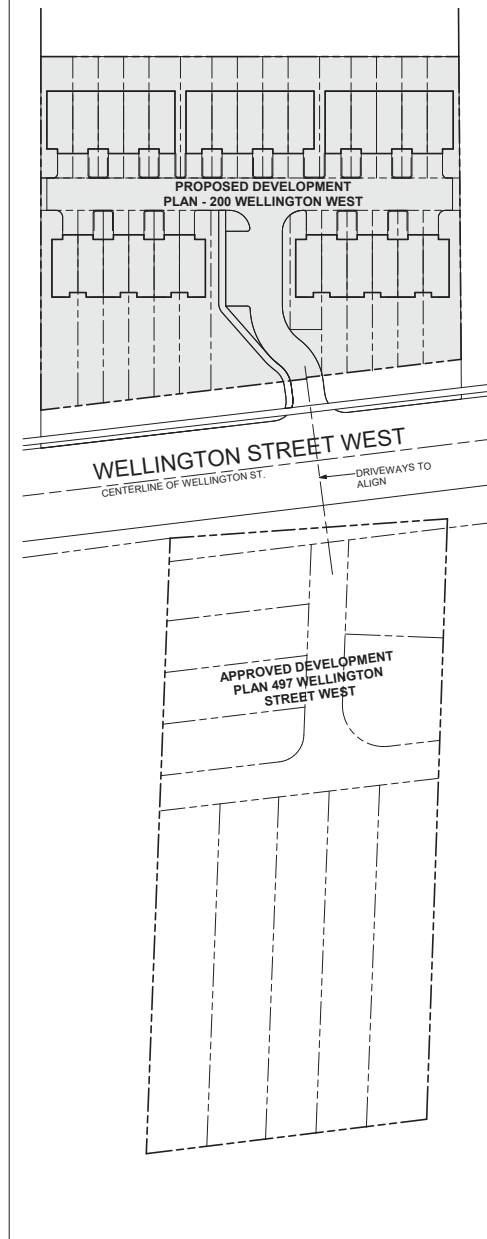 PROPOSED DEVELOPMENT
PLAN - 200 WELLINGTON WEST
WELLINGTON STREET WEST
CENTERLINE OF WELLINGTON ST.
DRIVEWAYS TO
ALIGN
APPROVED DEVELOPMENT
PLAN 497 WELLINGTON
STREET WEST